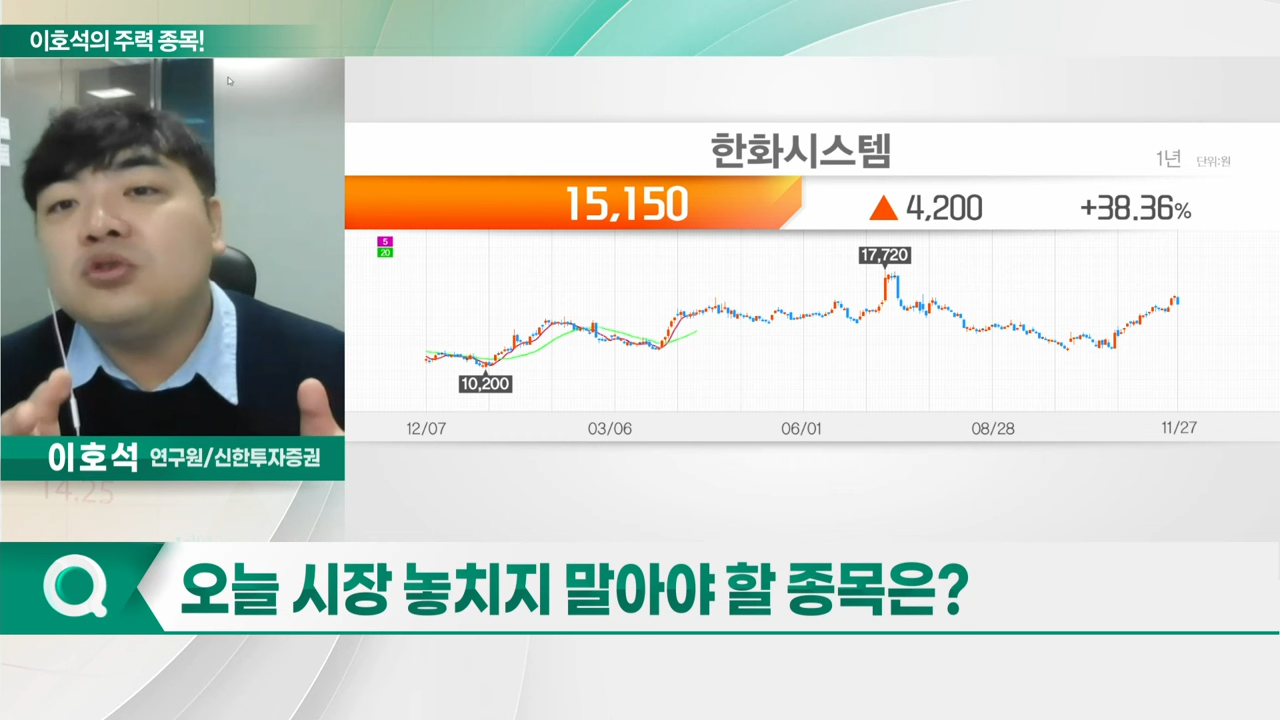 이호석의 주력 종목!
한화시스템
1년 단위:원
15,150
▲ 4,200
+38.36%
5
20
17,720
10,200
12/07 03/06 06/01 08/28 11/27
이호석 연구원/신한투자증권
14.25
오늘 시장 놓치지 말아야 할 종목은?